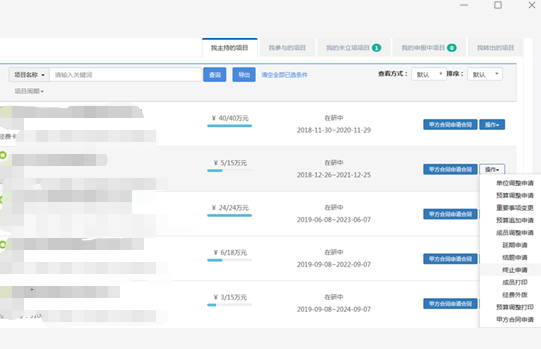 我主持的项目 我参与的项目 我的未立项项目 1 我的申报中项目 0 我转出的项目
项目名称 请输入关键词 查询 导出 清空全部已选条件 查看方式： 默认 排序： 默认
项目周期
¥ 40/40万元 在研中 甲方合同申请合同 操作
经费卡 2018-11-30~2020-11-29
¥ 5/15万元 在研中 甲方合同申请合同 操作
2018-12-26~2021-12-25
单位调整申请
预算调整申请
重要事项变更
预算追加申请
成员调整申请
延期申请
结题申请
终止申请
成员打印
经费外拨
预算调整打印
甲方合同申请
¥ 24/24万元 在研中 甲方合同申请合同
2019-06-08~2023-06-07
¥ 6/18万元 在研中 甲方合同申请合同
2019-09-08~2022-09-07
¥ 3/15万元 在研中 甲方合同申请合同
2019-09-08~2024-09-07